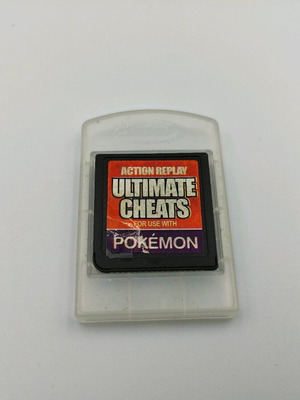 ACTION REPLAY
ULTIMATE
CHEATS
FOR USE WITH
POKÉMON